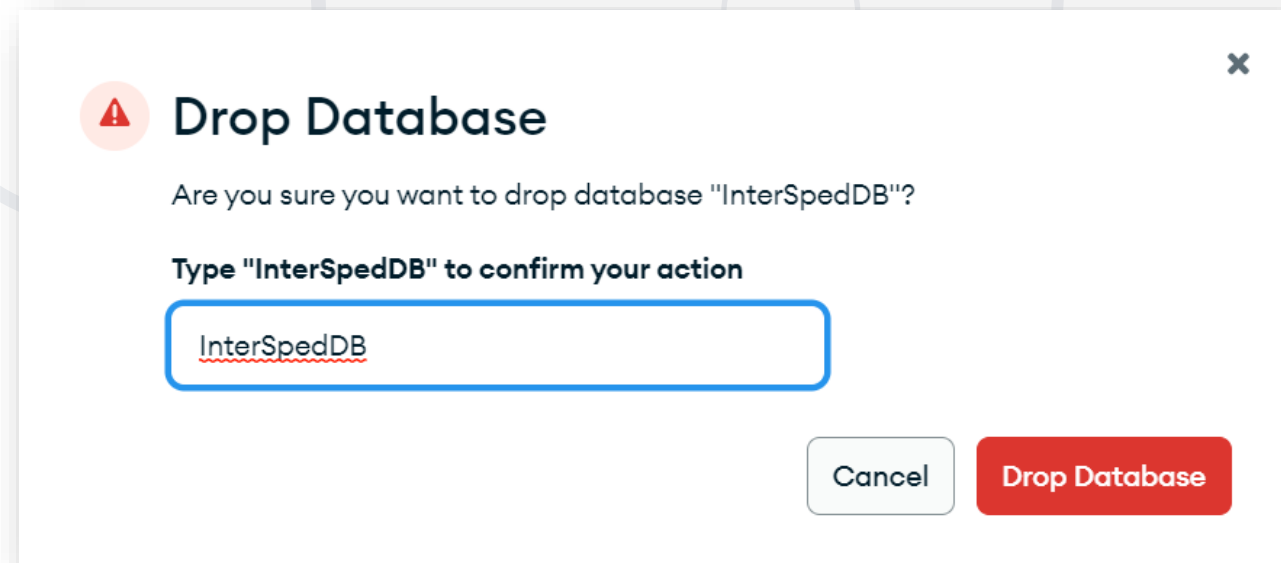 Drop Database
Are you sure you want to drop database "InterSpedDB"?
Type "InterSpedDB" to confirm your action
InterSpedDB
Cancel
Drop Database